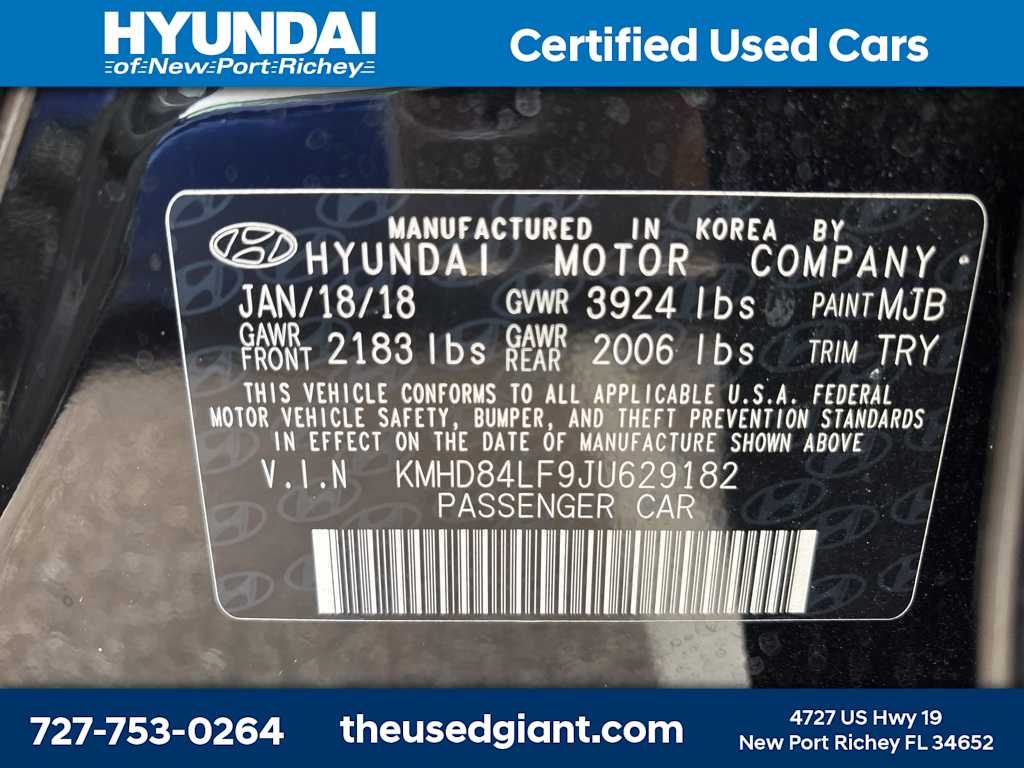 HYUNDAI
of New Port Richey
Certified Used Cars
MANUFACTURED IN KOREA BY
HYUNDAI MOTOR COMPANY
JAN/18/18 GVWR 3924 lbs PAINT MJB
GAWR FRONT 2183 lbs GAWR REAR 2006 lbs TRIM TRY
THIS VEHICLE CONFORMS TO ALL APPLICABLE U.S.A. FEDERAL
MOTOR VEHICLE SAFETY, BUMPER, AND THEFT PREVENTION STANDARDS
IN EFFECT ON THE DATE OF MANUFACTURE SHOWN ABOVE
V.I.N KMHD84LF9JU629182
PASSENGER CAR
727-753-0264
theusedgiant.com
4727 US Hwy 19
New Port Richey FL 34652